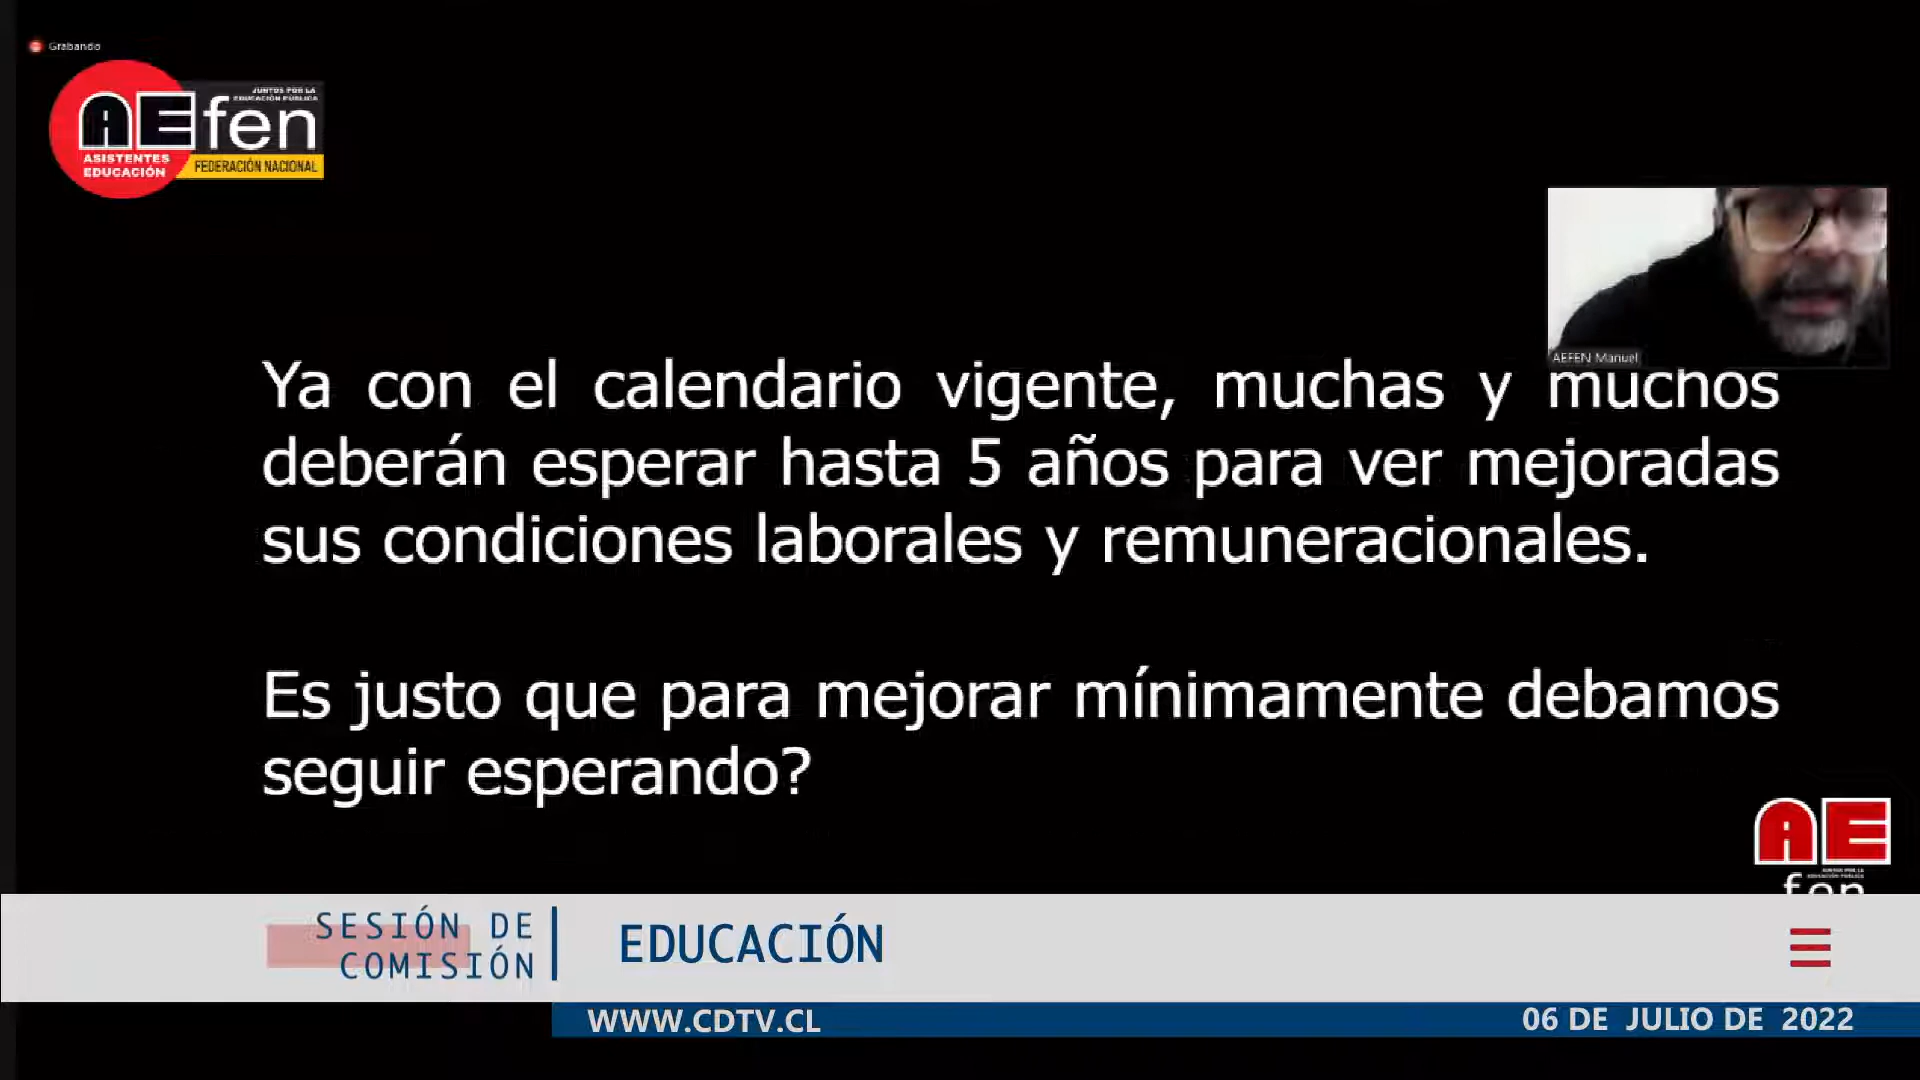 Grabando
JUNTOS POR LA
EDUCACIÓN PÚBLICA
AEfen
ASISTENTES
EDUCACIÓN
FEDERACIÓN NACIONAL
AEFEN Manuel
Ya con el calendario vigente, muchas y muchos
deberán esperar hasta 5 años para ver mejoradas
sus condiciones laborales y remuneracionales.
Es justo que para mejorar mínimamente debamos
seguir esperando?
AE
fen
SESIÓN DE
COMISIÓN
EDUCACIÓN
WWW.CDTV.CL
06 DE JULIO DE 2022